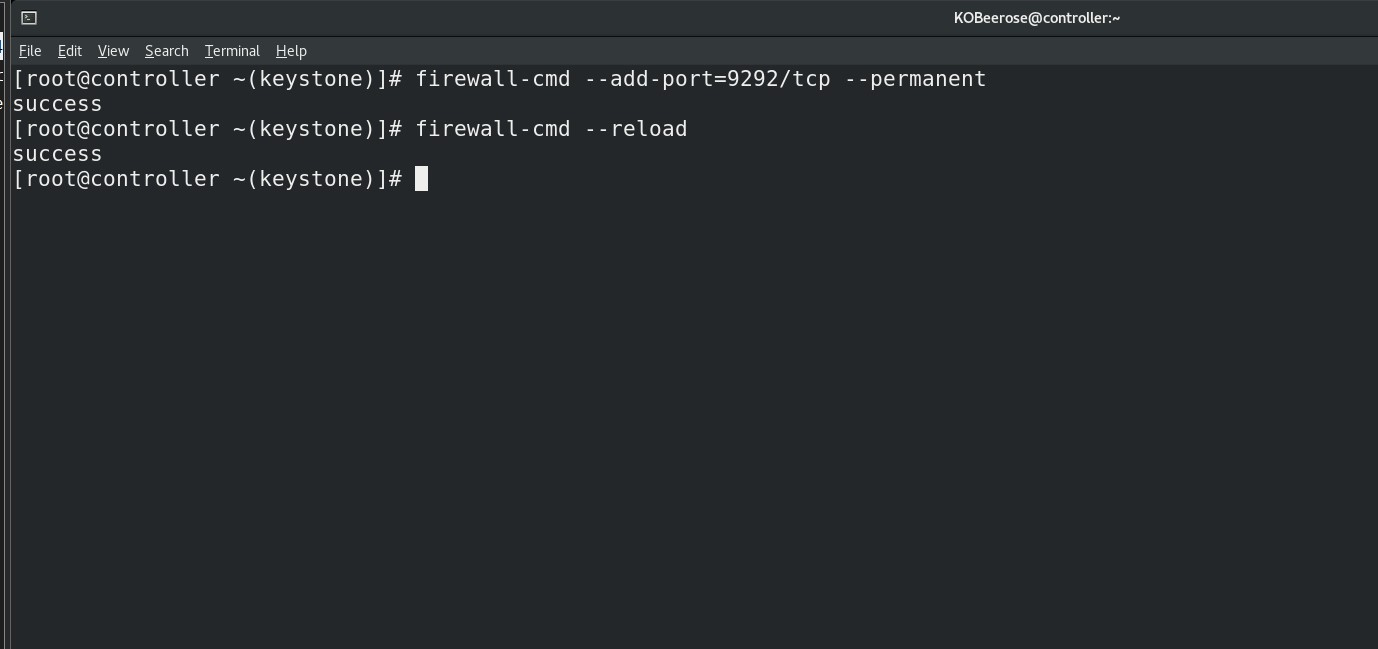 KOBeerose@controller:~
File Edit View Search Terminal Help
[root@controller ~(keystone)]# firewall-cmd --add-port=9292/tcp --permanent
success
[root@controller ~(keystone)]# firewall-cmd --reload
success
[root@controller ~(keystone)]#